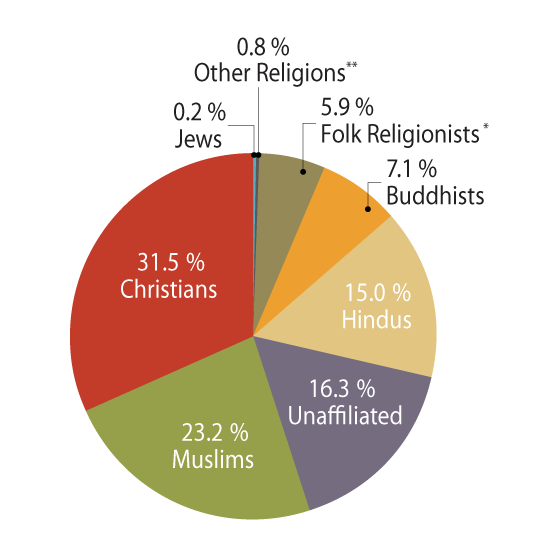 0.8 %
Other Religions**
0.2 %
Jews
5.9 %
Folk Religionists*
7.1 %
Buddhists
31.5 %
Christians
15.0 %
Hindus
16.3 %
Unaffiliated
23.2 %
Muslims